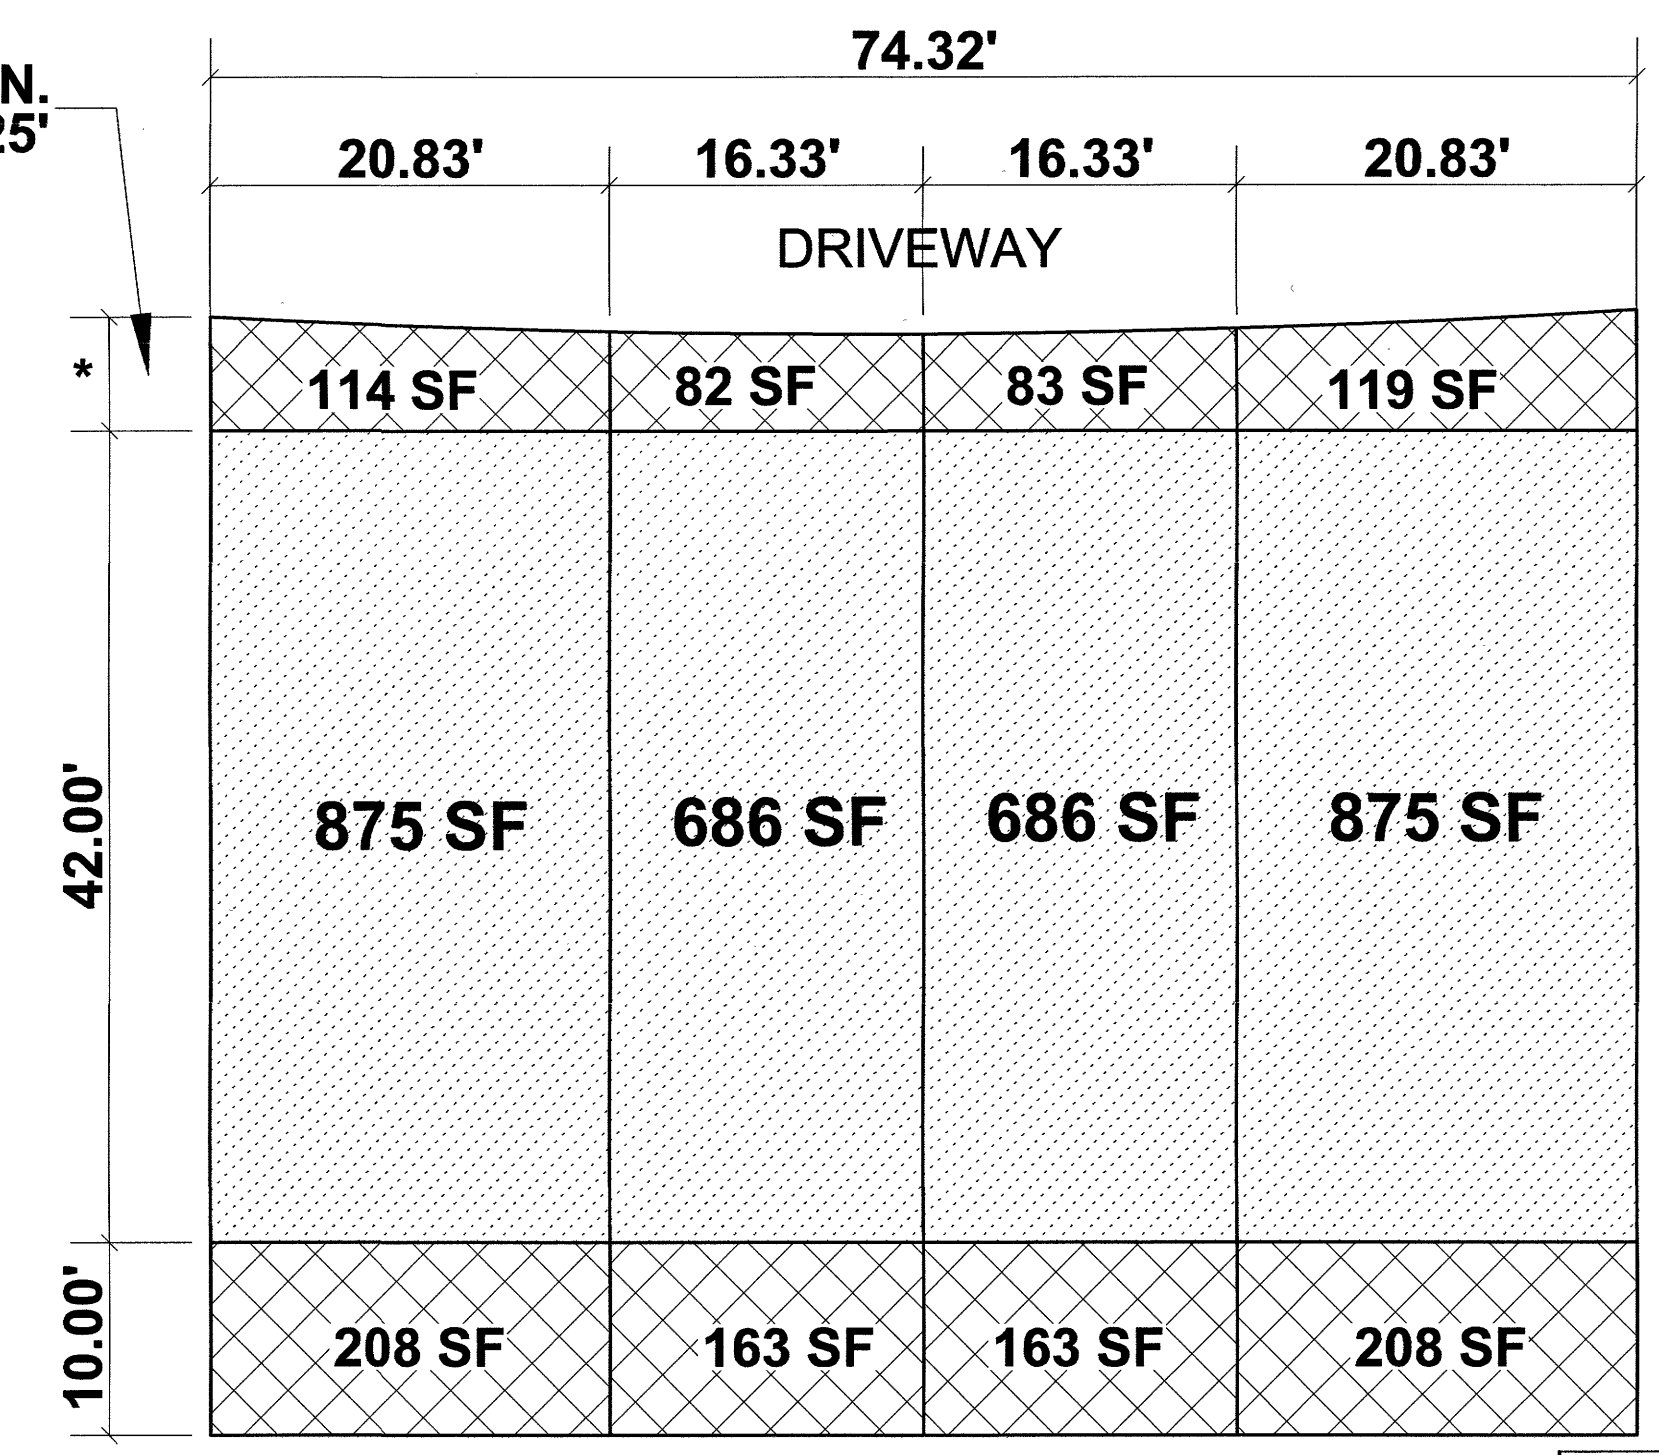 74.32'
N.
25'
20.83' 16.33' 16.33' 20.83'
DRIVEWAY
*
114 SF 82 SF 83 SF 119 SF
42.00'
875 SF 686 SF 686 SF 875 SF
10.00'
208 SF 163 SF 163 SF 208 SF